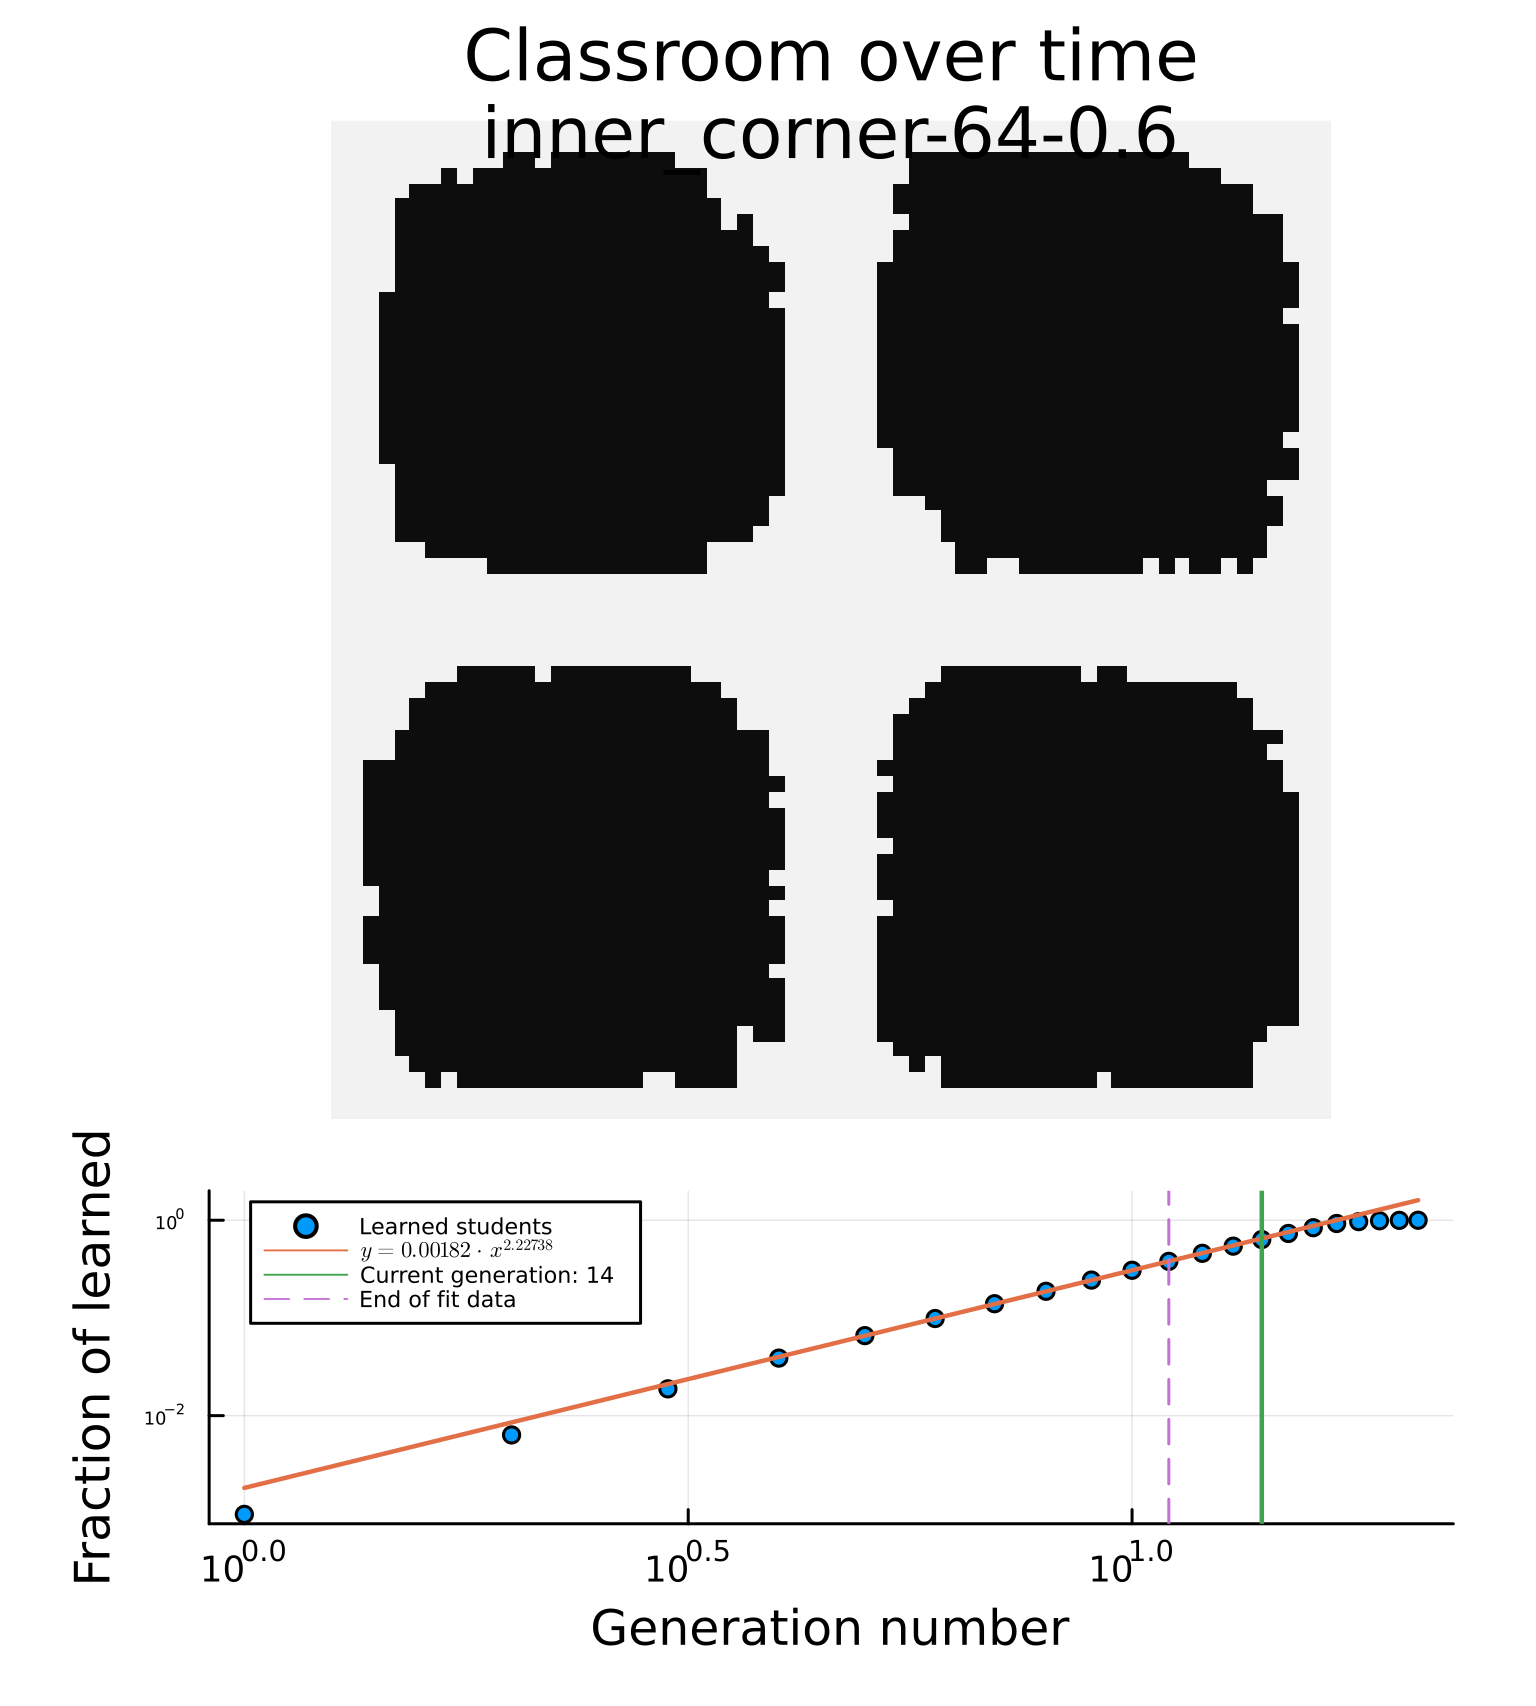 Classroom over time
inner_corner-64-0.6
Fraction of learned
10^0
10^−2
Learned students
y = 0.00182 · x^2.22738
Current generation: 14
End of fit data
10^0.0 10^0.5 10^1.0
Generation number